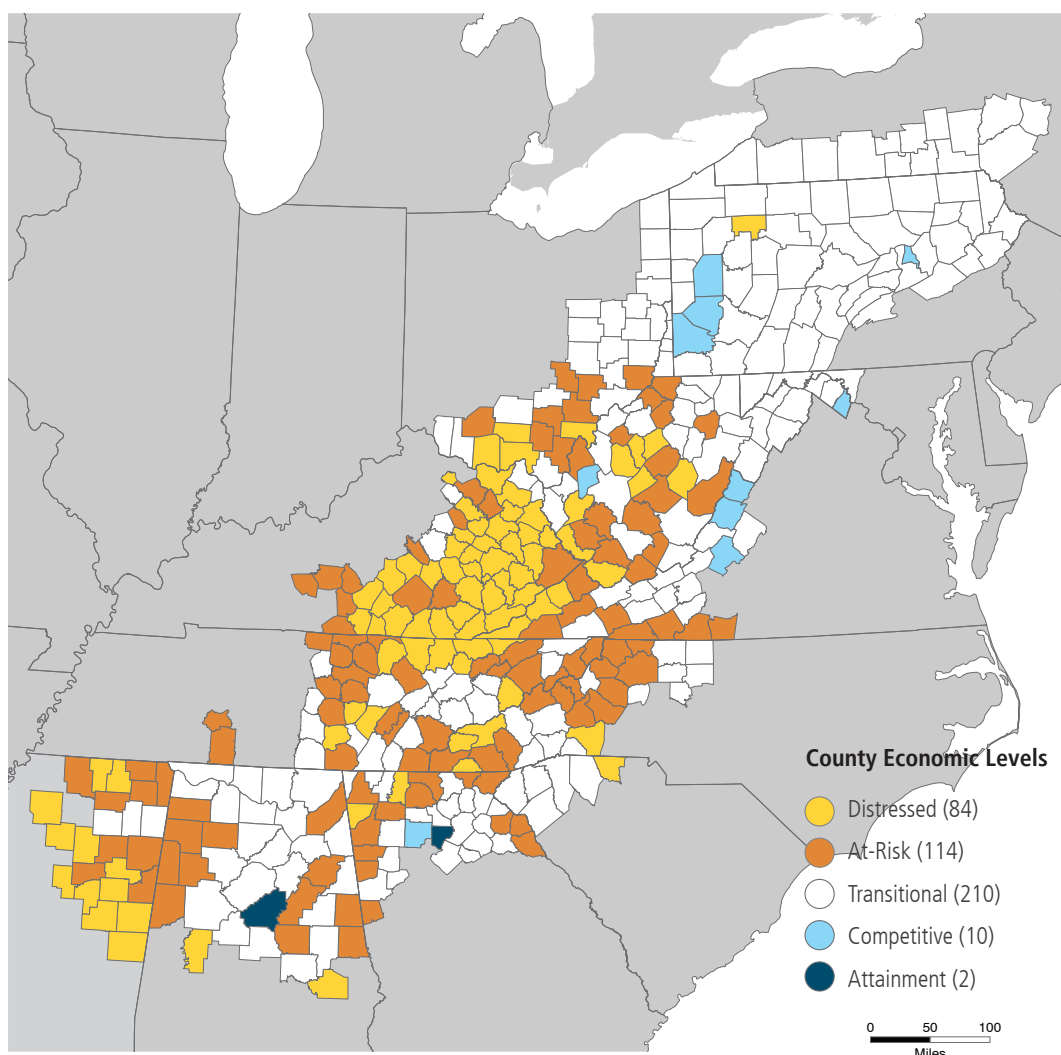 County Economic Levels
Distressed (84)
At-Risk (114)
Transitional (210)
Competitive (10)
Attainment (2)
0 50 100
Miles